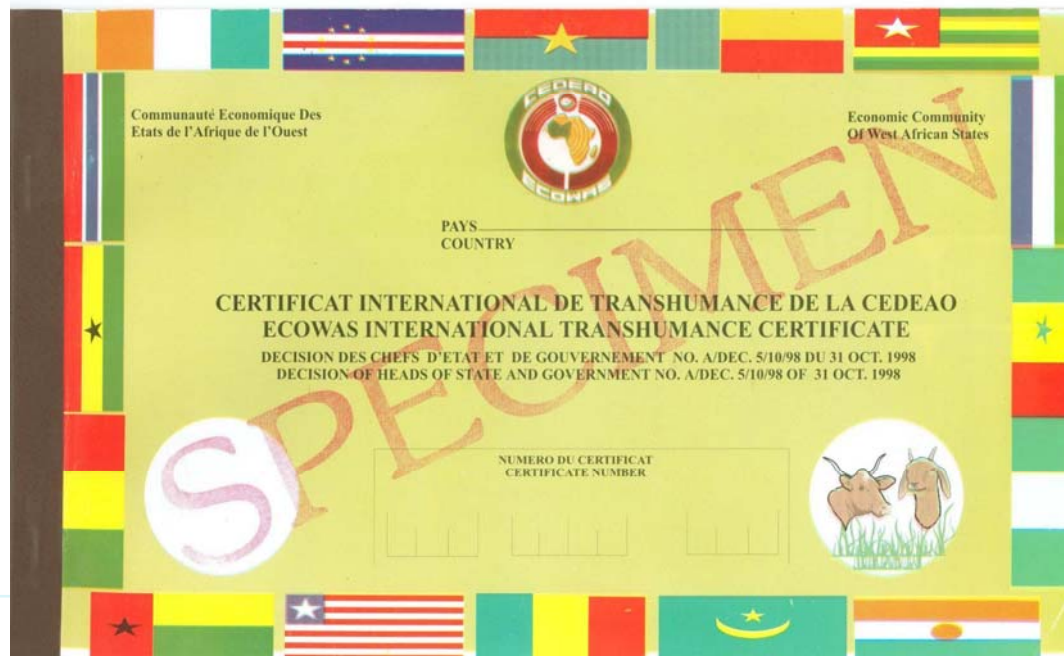 Communauté Economique Des
Etats de l'Afrique de l'Ouest
CEDEAO
ECOWAS
Economic Community
Of West African States
PAYS
COUNTRY
CERTIFICAT INTERNATIONAL DE TRANSHUMANCE DE LA CEDEAO
ECOWAS INTERNATIONAL TRANSHUMANCE CERTIFICATE
DECISION DES CHEFS D'ETAT ET DE GOUVERNEMENT NO. A/DEC. 5/10/98 DU 31 OCT. 1998
DECISION OF HEADS OF STATE AND GOVERNMENT NO. A/DEC. 5/10/98 OF 31 OCT. 1998
SPECIMEN
NUMERO DU CERTIFICAT
CERTIFICATE NUMBER